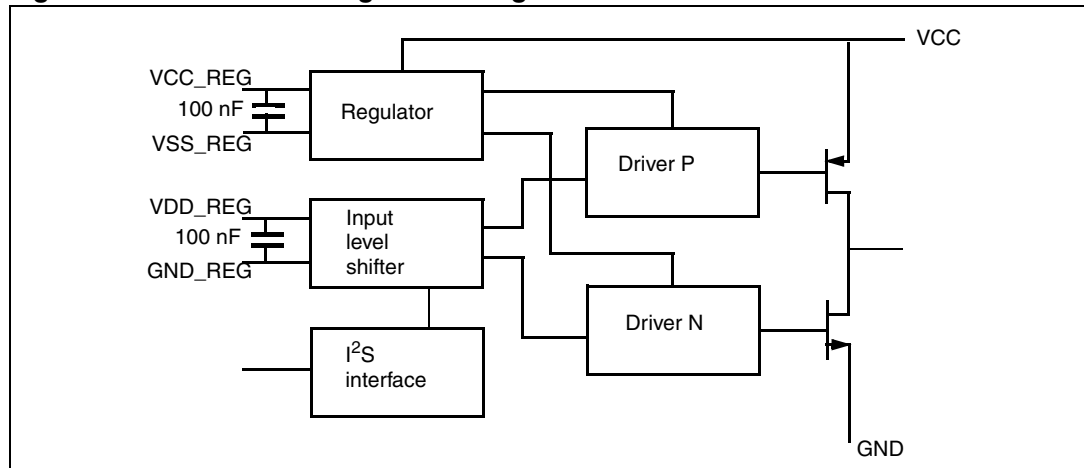 VCC
VCC_REG
100 nF
VSS_REG
Regulator
Driver P
VDD_REG
100 nF
GND_REG
Input
level
shifter
Driver N
I²S
interface
GND